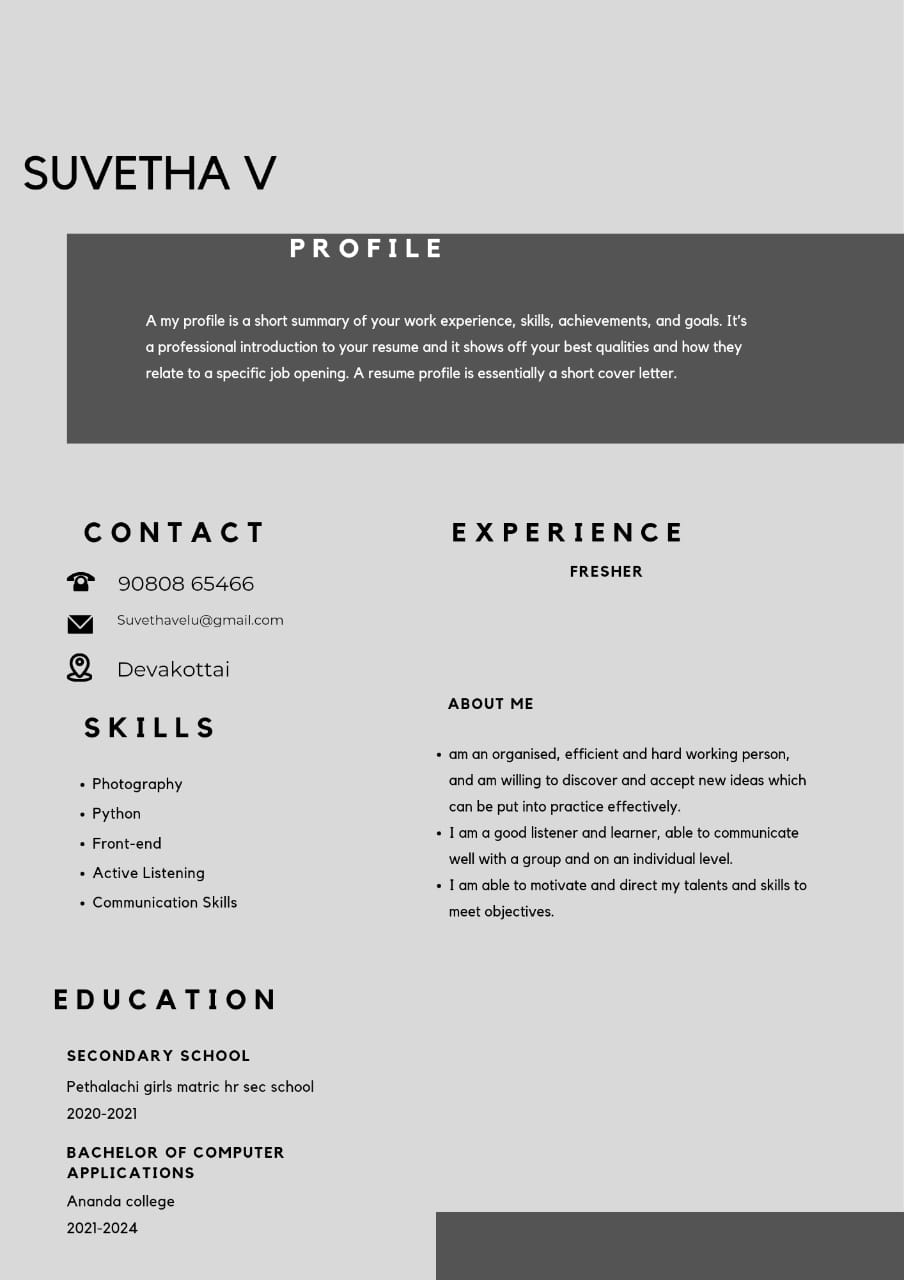 SUVETHA V
PROFILE
A my profile is a short summary of your work experience, skills, achievements, and goals. It's
a professional introduction to your resume and it shows off your best qualities and how they
relate to a specific job opening. A resume profile is essentially a short cover letter.
CONTACT
90808 65466
Suvethavelu@gmail.com
Devakottai
SKILLS
• Photography
• Python
• Front-end
• Active Listening
• Communication Skills
EDUCATION
SECONDARY SCHOOL
Pethalachi girls matric hr sec school
2020-2021
BACHELOR OF COMPUTER
APPLICATIONS
Ananda college
2021-2024
EXPERIENCE
FRESHER
ABOUT ME
• am an organised, efficient and hard working person,
and am willing to discover and accept new ideas which
can be put into practice effectively.
• I am a good listener and learner, able to communicate
well with a group and on an individual level.
• I am able to motivate and direct my talents and skills to
meet objectives.